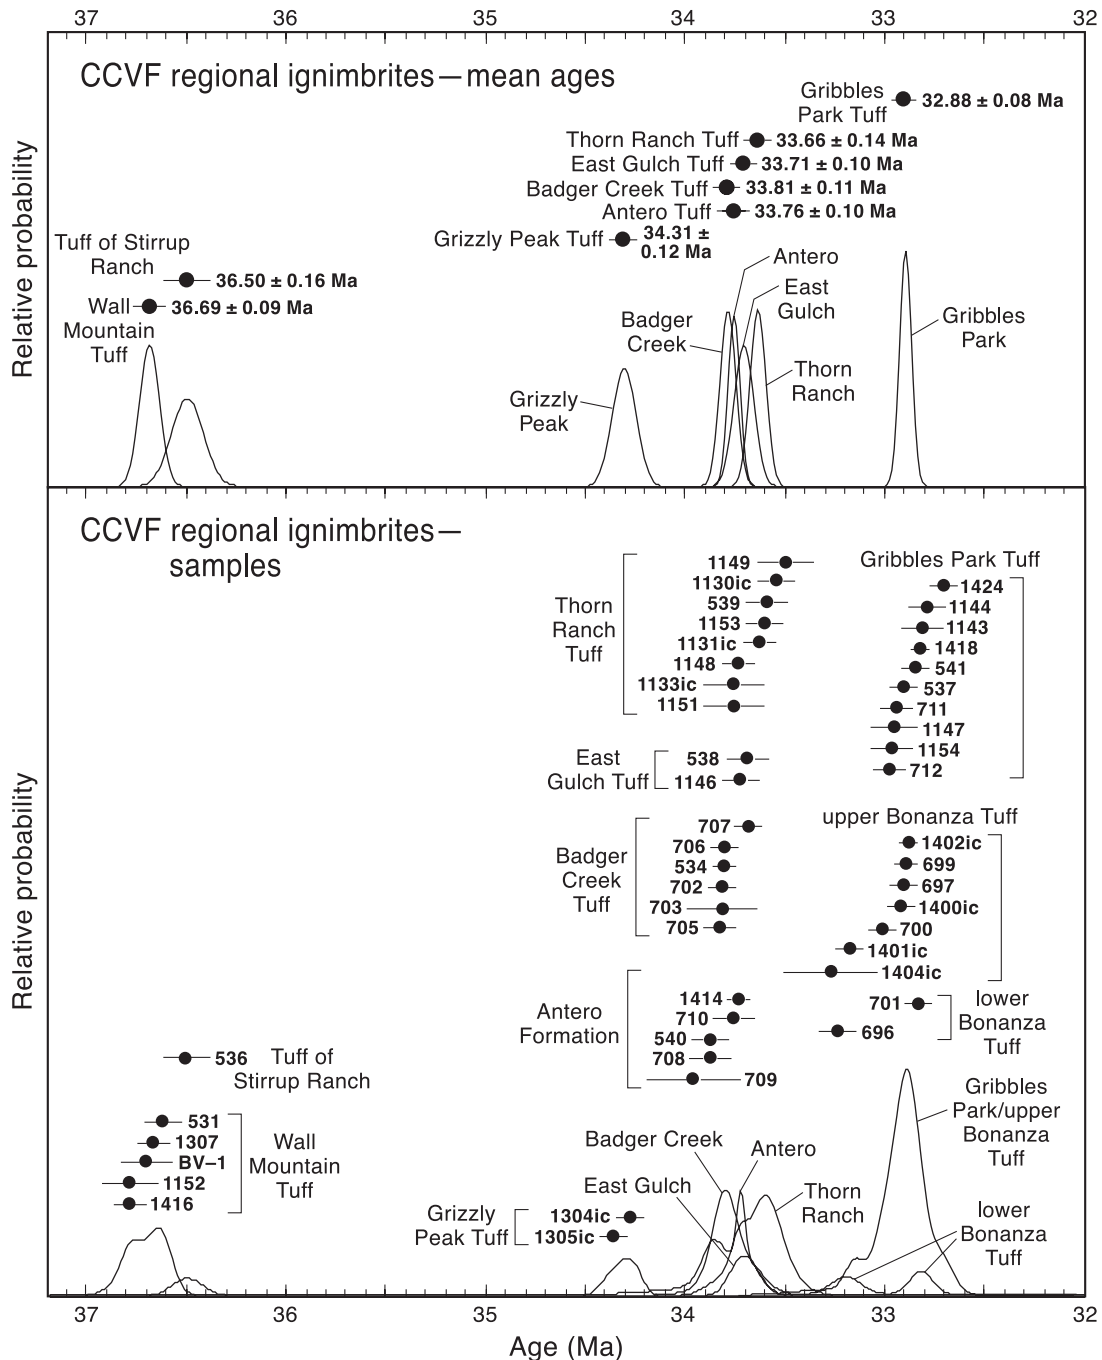 37 36 35 34 33 32
CCVF regional ignimbrites—mean ages
Relative probability
Gribbles
Park Tuff
32.88 ± 0.08 Ma
Thorn Ranch Tuff 33.66 ± 0.14 Ma
East Gulch Tuff 33.71 ± 0.10 Ma
Badger Creek Tuff 33.81 ± 0.11 Ma
Antero Tuff 33.76 ± 0.10 Ma
Grizzly Peak Tuff 34.31 ±
0.12 Ma
Tuff of Stirrup
Ranch
36.50 ± 0.16 Ma
Wall
Mountain
Tuff
36.69 ± 0.09 Ma
Antero
East
Gulch
Badger
Creek
Gribbles
Park
Thorn
Ranch
Grizzly
Peak
37 36 35 34 33 32
CCVF regional ignimbrites—
samples
Relative probability
Thorn
Ranch
Tuff
1149
1130ic
539
1153
1131ic
1148
1133ic
1151
Gribbles Park Tuff
1424
1144
1143
1418
541
537
711
1147
1154
712
East
Gulch Tuff
538
1146
Badger
Creek
Tuff
707
706
534
702
703
705
upper Bonanza Tuff
1402ic
699
697
1400ic
700
1401ic
1404ic
Antero
Formation
1414
710
540
708
709
701
696
lower
Bonanza
Tuff
536
Tuff of
Stirrup Ranch
531
1307
BV–1
1152
1416
Wall
Mountain
Tuff
Grizzly
Peak Tuff
1304ic
1305ic
Badger Creek
East Gulch
Antero
Thorn
Ranch
Gribbles
Park/upper
Bonanza
Tuff
lower
Bonanza
Tuff
37 36 35 34 33 32
Age (Ma)